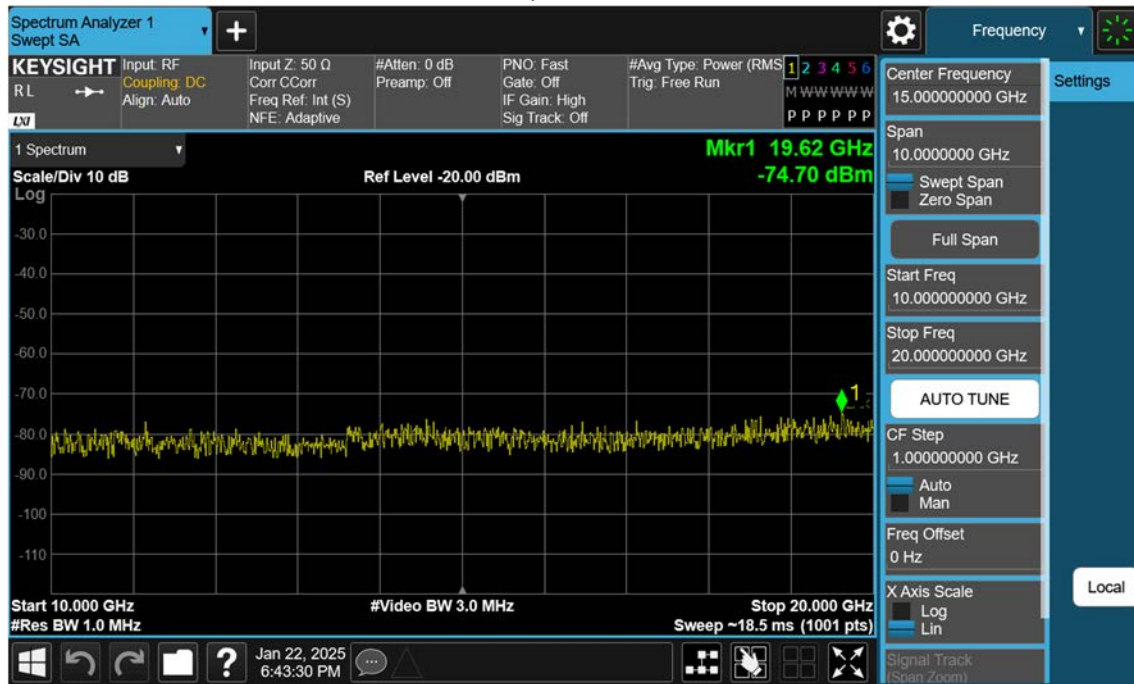 Spectrum Analyzer 1
Swept SA
Frequency
KEYSIGHT
RL
LXI
Input: RF
Coupling: DC
Align: Auto
Input Z: 50 Ω
Corr CCorr
Freq Ref: Int (S)
NFE: Adaptive
#Atten: 0 dB
Preamp: Off
PNO: Fast
Gate: Off
IF Gain: High
Sig Track: Off
#Avg Type: Power (RMS
Trig: Free Run
1 2 3 4 5 6
M W W W W W
P P P P P P
1 Spectrum
Scale/Div 10 dB
Ref Level -20.00 dBm
Mkr1 19.62 GHz
-74.70 dBm
Log
-30.0
-40.0
-50.0
-60.0
-70.0
-80.0
-90.0
-100
-110
1
Start 10.000 GHz
#Video BW 3.0 MHz
Stop 20.000 GHz
#Res BW 1.0 MHz
Sweep ~18.5 ms (1001 pts)
Jan 22, 2025
6:43:30 PM
Center Frequency
15.000000000 GHz
Span
10.0000000 GHz
Swept Span
Zero Span
Full Span
Start Freq
10.000000000 GHz
Stop Freq
20.000000000 GHz
AUTO TUNE
CF Step
1.000000000 GHz
Auto
Man
Freq Offset
0 Hz
X Axis Scale
Log
Lin
Signal Track
(Span Zoom)
Settings
Local